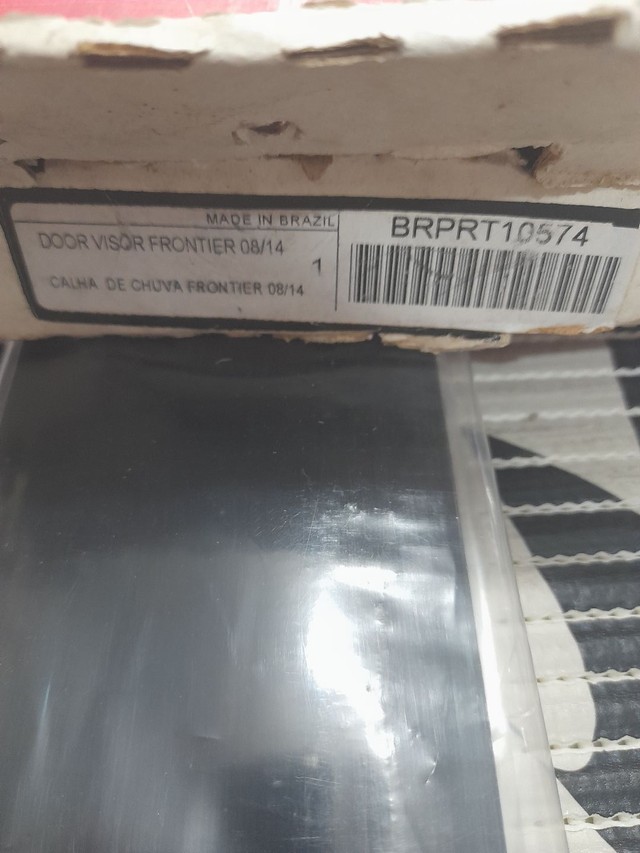 MADE IN BRAZIL
DOOR VISOR FRONTIER 08/14
1
CALHA DE CHUVA FRONTIER 08/14
BRPRT10574